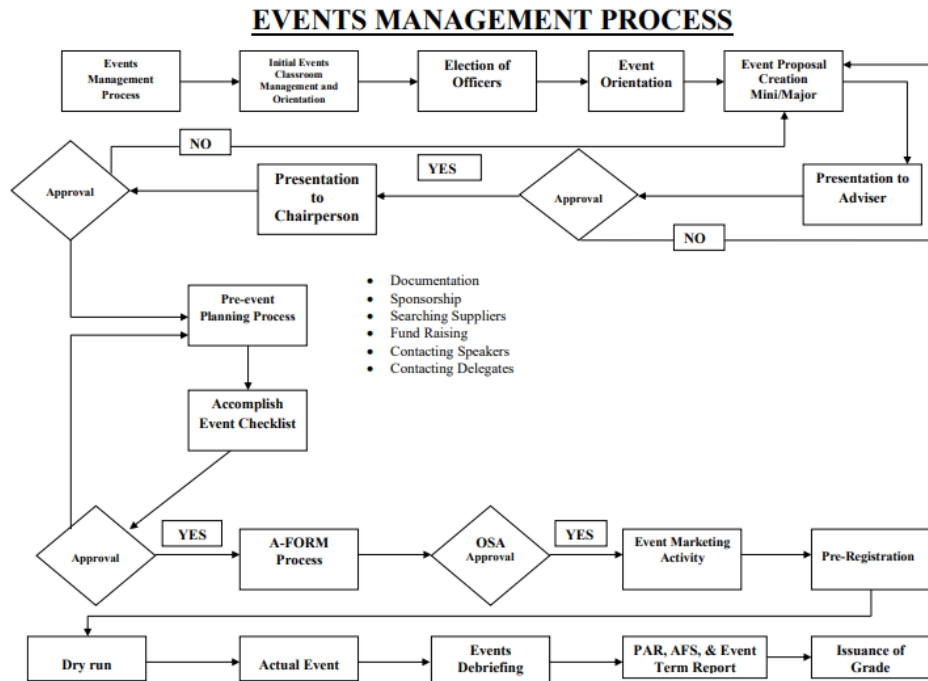 EVENTS MANAGEMENT PROCESS
Events
Management
Process
Initial Events
Classroom
Management and
Orientation
Election of
Officers
Event
Orientation
Event Proposal
Creation
Mini/Major
NO
YES
Approval
Presentation
to
Chairperson
Approval
Presentation to
Adviser
NO
Pre-event
Planning Process
• Documentation
• Sponsorship
• Searching Suppliers
• Fund Raising
• Contacting Speakers
• Contacting Delegates
Accomplish
Event Checklist
Approval
YES
A-FORM
Process
OSA
Approval
YES
Event Marketing
Activity
Pre-Registration
Dry run
Actual Event
Events
Debriefing
PAR, AFS, & Event
Term Report
Issuance of
Grade